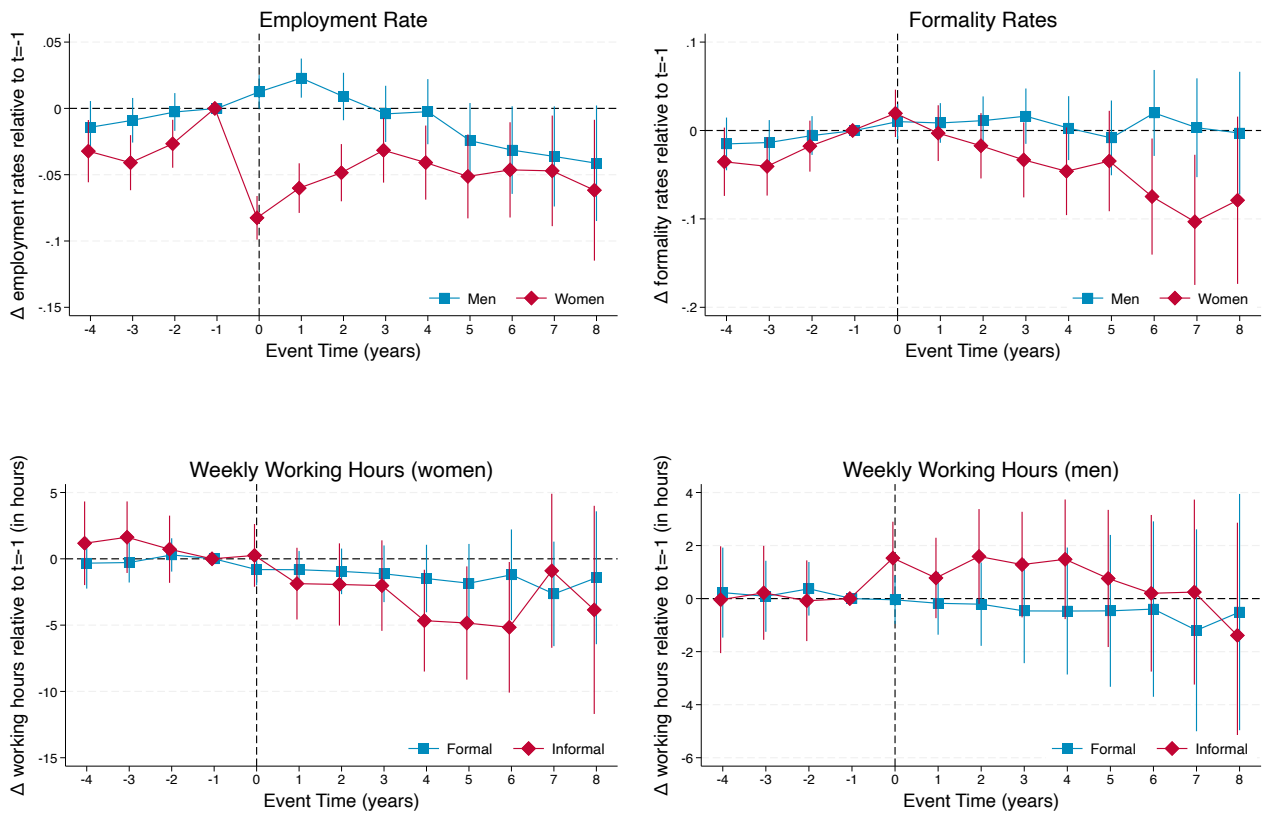 Employment Rate
Δ employment rates relative to t=-1
.05
0
-.05
-.1
-.15
Men
Women
-4 -3 -2 -1 0 1 2 3 4 5 6 7 8
Event Time (years)
Formality Rates
Δ formality rates relative to t=-1
.1
0
-.1
-.2
Men
Women
-4 -3 -2 -1 0 1 2 3 4 5 6 7 8
Event Time (years)
Weekly Working Hours (women)
Δ working hours relative to t=-1 (in hours)
5
0
-5
-10
-15
Formal
Informal
-4 -3 -2 -1 0 1 2 3 4 5 6 7 8
Event Time (years)
Weekly Working Hours (men)
Δ working hours relative to t=-1 (in hours)
4
2
0
-2
-4
-6
Formal
Informal
-4 -3 -2 -1 0 1 2 3 4 5 6 7 8
Event Time (years)